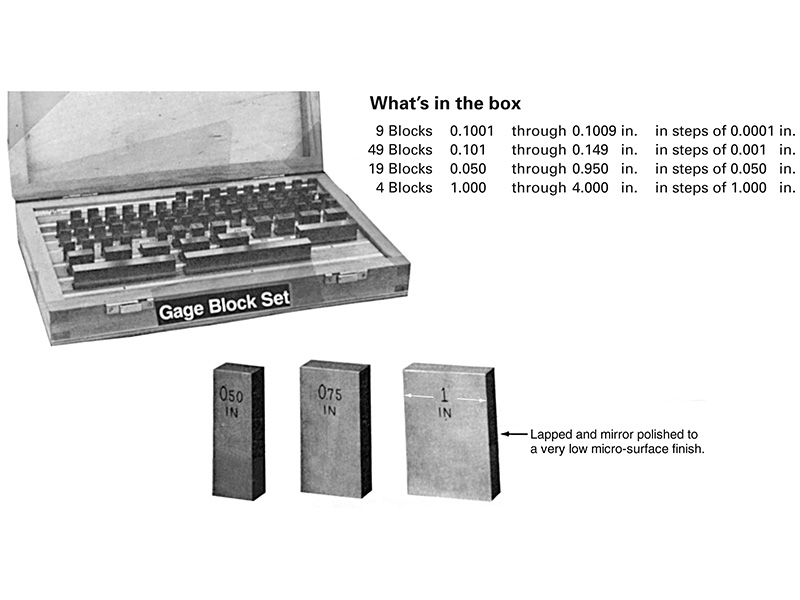 What's in the box
9 Blocks 0.1001 through 0.1009 in. in steps of 0.0001 in.
49 Blocks 0.101 through 0.149 in. in steps of 0.001 in.
19 Blocks 0.050 through 0.950 in. in steps of 0.050 in.
4 Blocks 1.000 through 4.000 in. in steps of 1.000 in.
Gage Block Set
050
IN
075
IN
1
IN
Lapped and mirror polished to
a very low micro-surface finish.